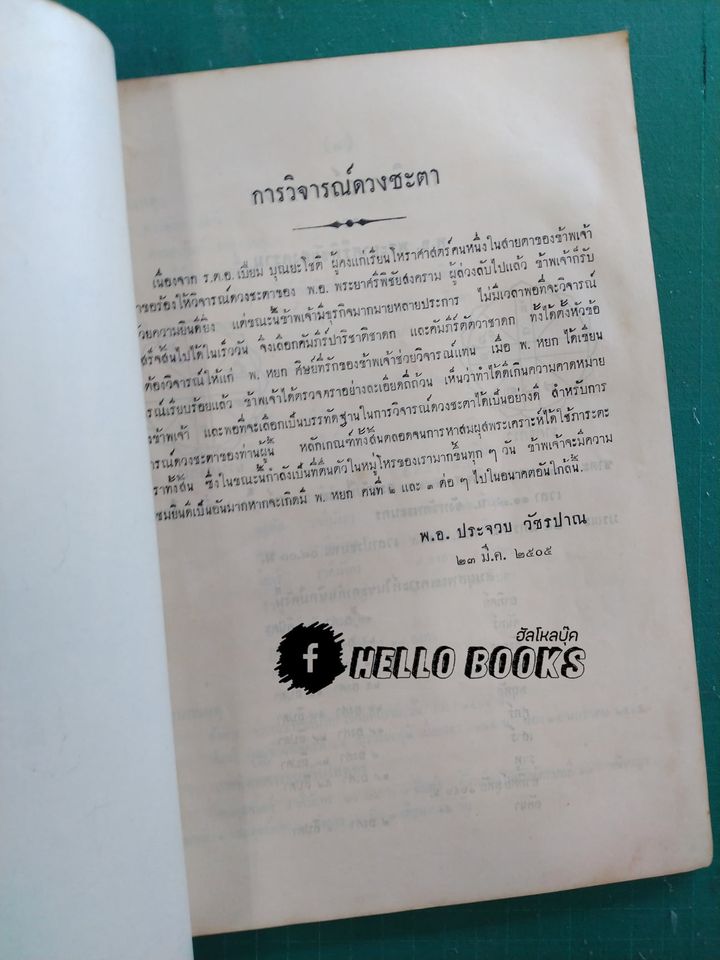 การวิจารณ์ดวงชะตา
เนื่องจาก ร.ต.อ. เปี่ยม บุณยะโชติ ผู้คงแก่เรียนโหราศาสตร์คนหนึ่งในสายตาของข้าพเจ้า
าขอร้องให้วิจารณ์ดวงชะตาของ พ.อ. พระยาศรีพิชัยสงคราม ผู้ล่วงลับไปแล้ว ข้าพเจ้าก็รับ
้วยความยินดียิ่ง แต่ขณะนี้ข้าพเจ้ามีธุรกิจมากมายหลายประการ ไม่มีเวลาพอที่จะวิจารณ์
สร็จสิ้นไปได้ในเร็ววัน จึงเลือกคัมภีร์ปาริชาติชาดก และคัมภีร์ตัตวาชาดก ทั้งได้ตั้งหัวข้อ
ต้องวิจารณ์ให้แก่ พ. หยก ศิษย์ที่รักของข้าพเจ้าช่วยวิจารณ์แทน เมื่อ พ. หยก ได้เขียน
ารณ์เรียบร้อยแล้ว ข้าพเจ้าได้ตรวจตราอย่างละเอียดถี่ถ้วน เห็นว่าทำได้ดีเกินความคาดหมาย
งข้าพเจ้า และพอที่จะเลือกเป็นบรรทัดฐานในการวิจารณ์ดวงชะตาได้เป็นอย่างดี สำหรับการ
ารณ์ดวงชะตาของท่านผู้นี้ หลักเกณฑ์ทั้งสิ้นตลอดจนการหาสมผุสพระเคราะห์ได้ใช้ภาระตะ
ราทั้งสิ้น ซึ่งในขณะนี้กำลังเป็นที่ตื่นตัวในหมู่โหรของเรามากขึ้นทุก ๆ วัน ข้าพเจ้าจะมีความ
ชมยินดีเป็นอันมากหากจะเกิดมี พ. หยก คนที่ ๒ และ ๓ ต่อ ๆ ไปในอนาคตอันใกล้นี้.
พ.อ. ประจวบ วัชรปาณ
๒๓ มี.ค. ๒๕๐๕
ฮัลโหลบุ๊ค
f HELLO BOOKS